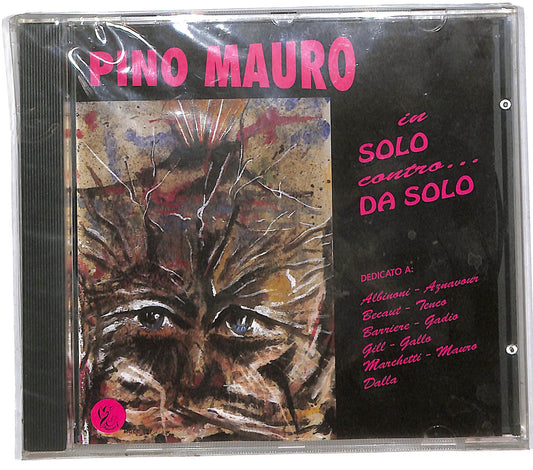 PINO MAURO
in
SOLO
contro...
DA SOLO
DEDICATO A:
Albinoni - Aznavour
Becaut - Tenco
Barriere - Gadio
Gill - Gallo
Marchetti - Mauro
Dalla